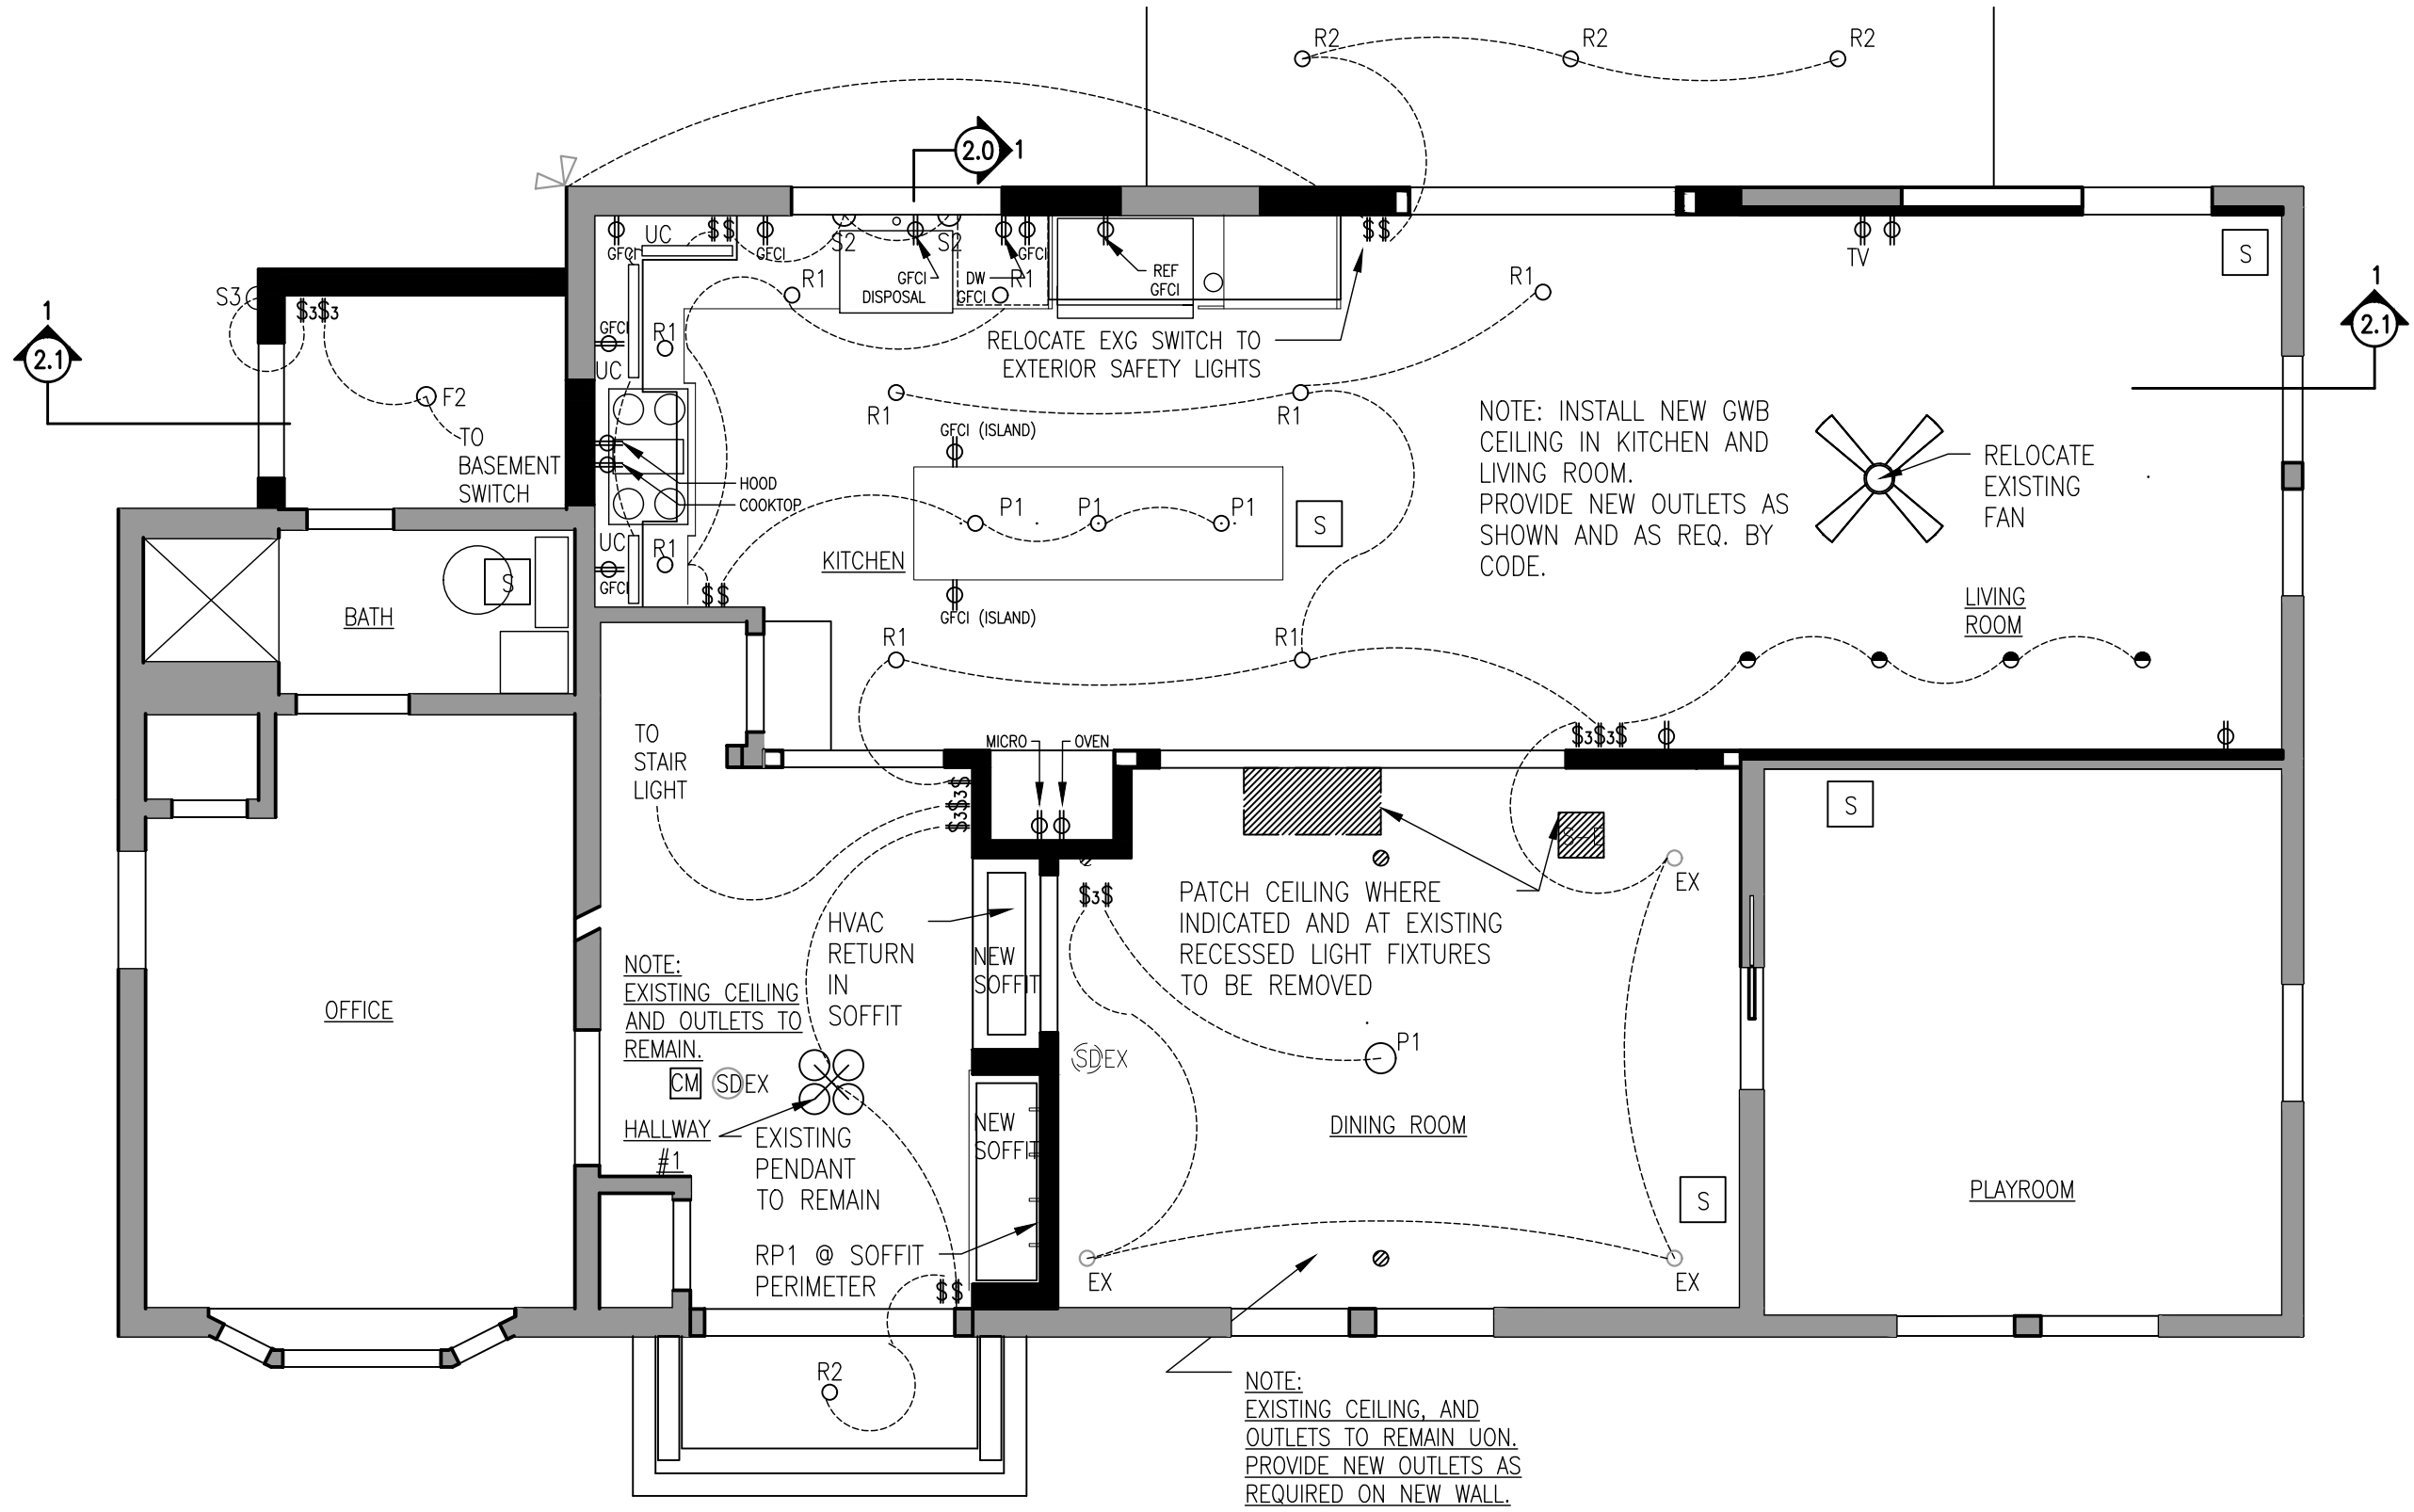 R2
R2
R2
2.0
1
UC
$$
S2
S2
GFCI
GFCI
GFCI
$$
TV
S
S3
$3$3
R1
GFCI
DISPOSAL
DW
GFCI
R1
REF
GFCI
R1
1
2.1
1
2.1
GFCI
R1
UC
RELOCATE EXG SWITCH TO
EXTERIOR SAFETY LIGHTS
F2
TO
BASEMENT
SWITCH
R1
R1
GFCI (ISLAND)
NOTE: INSTALL NEW GWB
CEILING IN KITCHEN AND
LIVING ROOM.
PROVIDE NEW OUTLETS AS
SHOWN AND AS REQ. BY
CODE.
RELOCATE
EXISTING
FAN
HOOD
COOKTOP
P1
P1
P1
S
UC
R1
GFCI
$$
KITCHEN
S
BATH
GFCI (ISLAND)
LIVING
ROOM
R1
R1
TO
STAIR
LIGHT
MICRO
OVEN
$3$3$
$3$3$
S
EX
$3$
PATCH CEILING WHERE
INDICATED AND AT EXISTING
RECESSED LIGHT FIXTURES
TO BE REMOVED
HVAC
RETURN
IN
SOFFIT
NEW
SOFFIT
NOTE:
EXISTING CEILING
AND OUTLETS TO
REMAIN.
OFFICE
CM
SDEX
SDEX
P1
HALLWAY
#1
EXISTING
PENDANT
TO REMAIN
NEW
SOFFIT
DINING ROOM
PLAYROOM
S
RP1 @ SOFFIT
PERIMETER
$$
EX
EX
R2
NOTE:
EXISTING CEILING, AND
OUTLETS TO REMAIN UON.
PROVIDE NEW OUTLETS AS
REQUIRED ON NEW WALL.